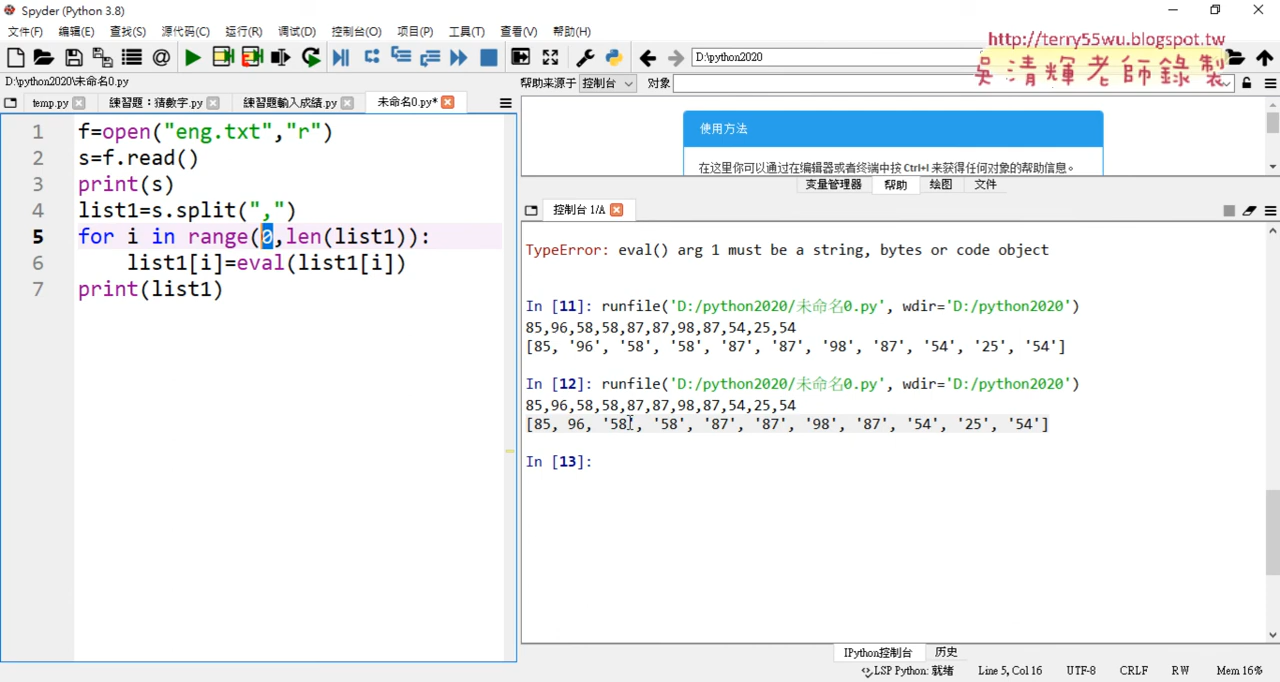 Spyder (Python 3.8)
文件(F) 编辑(E) 查找(S) 源代码(C) 运行(R) 调试(D) 控制台(O) 项目(P) 工具(T) 查看(V) 帮助(H)
http://terry55wu.blogspot.tw
吳清輝老師錄製
D:\python2020
D:\python2020\未命名0.py
帮助来源于 控制台 对象
temp.py 練習題：猜數字.py 練習題輸入成績.py 未命名0.py*
1 f=open("eng.txt","r")
2 s=f.read()
3 print(s)
4 list1=s.split(",")
5 for i in range(0,len(list1)):
6 list1[i]=eval(list1[i])
7 print(list1)
使用方法
在这里你可以通过在编辑器或者终端中按 Ctrl+I 来获得任何对象的帮助信息。
变量管理器 帮助 绘图 文件
控制台 1/A
TypeError: eval() arg 1 must be a string, bytes or code object
In [11]: runfile('D:/python2020/未命名0.py', wdir='D:/python2020')
85,96,58,58,87,87,98,87,54,25,54
[85, '96', '58', '58', '87', '87', '98', '87', '54', '25', '54']
In [12]: runfile('D:/python2020/未命名0.py', wdir='D:/python2020')
85,96,58,58,87,87,98,87,54,25,54
[85, 96, '58', '58', '87', '87', '98', '87', '54', '25', '54']
In [13]:
IPython控制台 历史
LSP Python: 就绪 Line 5, Col 16 UTF-8 CRLF RW Mem 16%